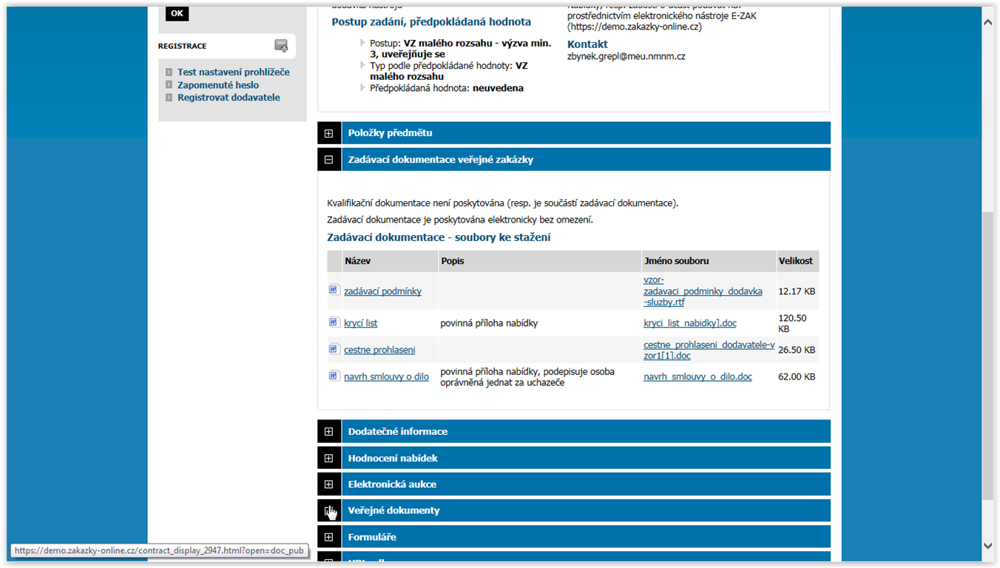 OK
REGISTRACE
Test nastavení prohlížeče
Zapomenuté heslo
Registrovat dodavatele
Postup zadání, předpokládaná hodnota
Postup: VZ malého rozsahu - výzva min.
3, uveřejňuje se
Typ podle předpokládané hodnoty: VZ
malého rozsahu
Předpokládaná hodnota: neuvedena
prostřednictvím elektronického nástroje E-ZAK
(https://demo.zakazky-online.cz)
Kontakt
zbynek.grepl@meu.nmnm.cz
Položky předmětu
Zadávací dokumentace veřejné zakázky
Kvalifikační dokumentace není poskytována (resp. je součástí zadávací dokumentace).
Zadávací dokumentace je poskytována elektronicky bez omezení.
Zadávací dokumentace - soubory ke stažení
Název Popis Jméno souboru Velikost
zadávací podmínky vzor-
zadavaci_podminky_dodavka
-sluzby.rtf 12.17 KB
krycí list povinná příloha nabídky kryci_list_nabidky].doc 120.50
KB
cestne prohlaseni cestne_prohlaseni_dodavatele-v
zor1[1].doc 26.50 KB
navrh smlouvy o dilo povinná příloha nabídky, podepisuje osoba
oprávněná jednat za uchazeče navrh_smlouvy_o_dilo.doc 62.00 KB
Dodatečné informace
Hodnocení nabídek
Elektronická aukce
Veřejné dokumenty
Formuláře
https://demo.zakazky-online.cz/contract_display_2947.html?open=doc_pub